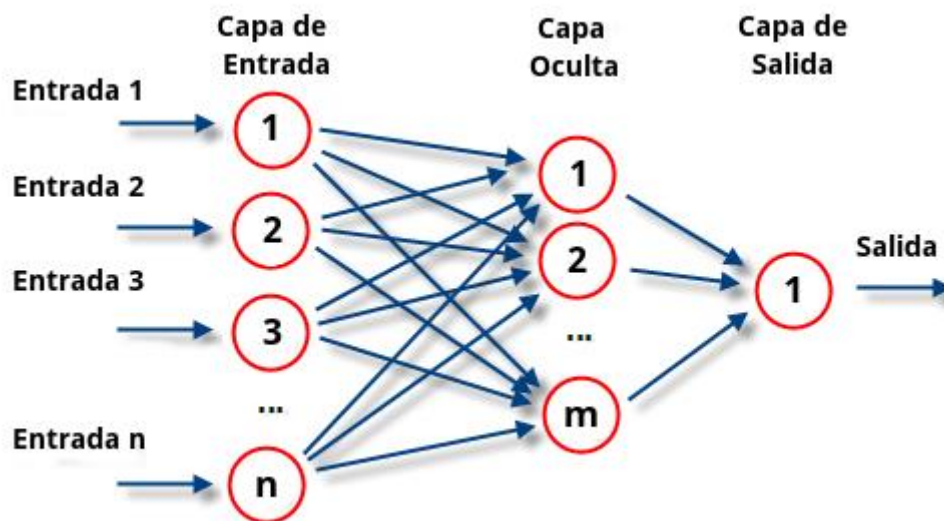 Capa de
Entrada
Capa
Oculta
Capa de
Salida
Entrada 1
1
Entrada 2
2
Entrada 3
3
...
Entrada n
n
1
2
...
m
1
Salida